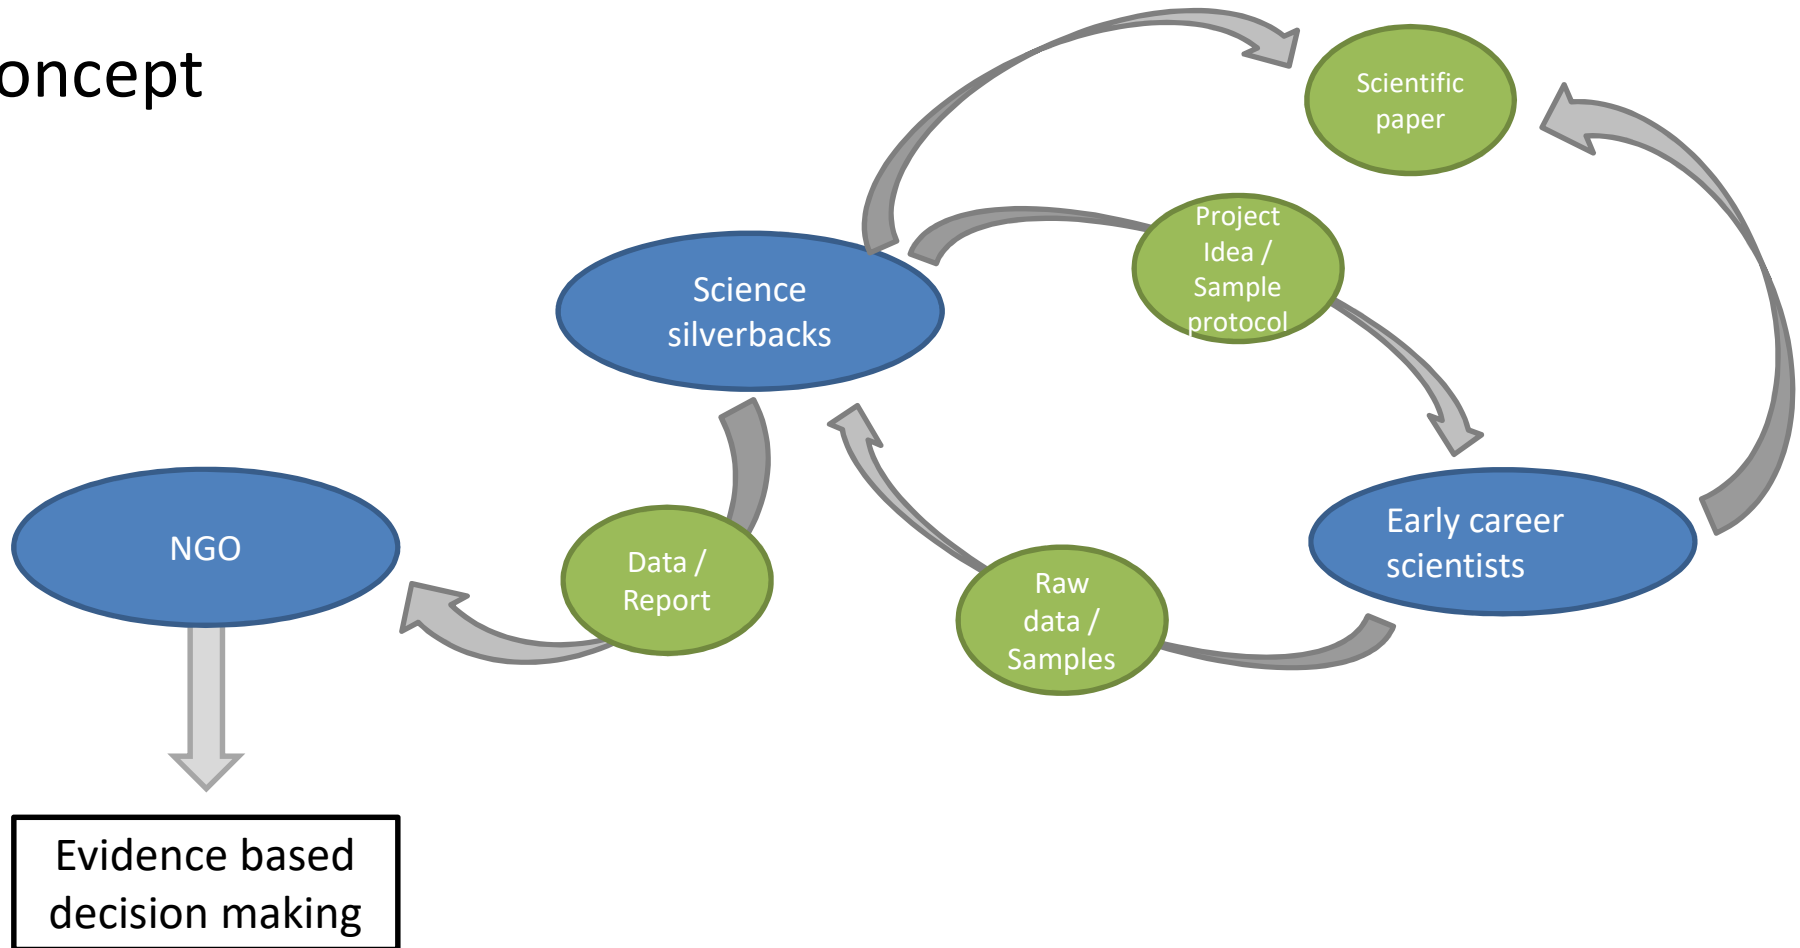 oncept
Scientific
paper
Project
Idea /
Sample
protocol
Science
silverbacks
Early career
scientists
NGO
Data /
Report
Raw
data /
Samples
Evidence based
decision making